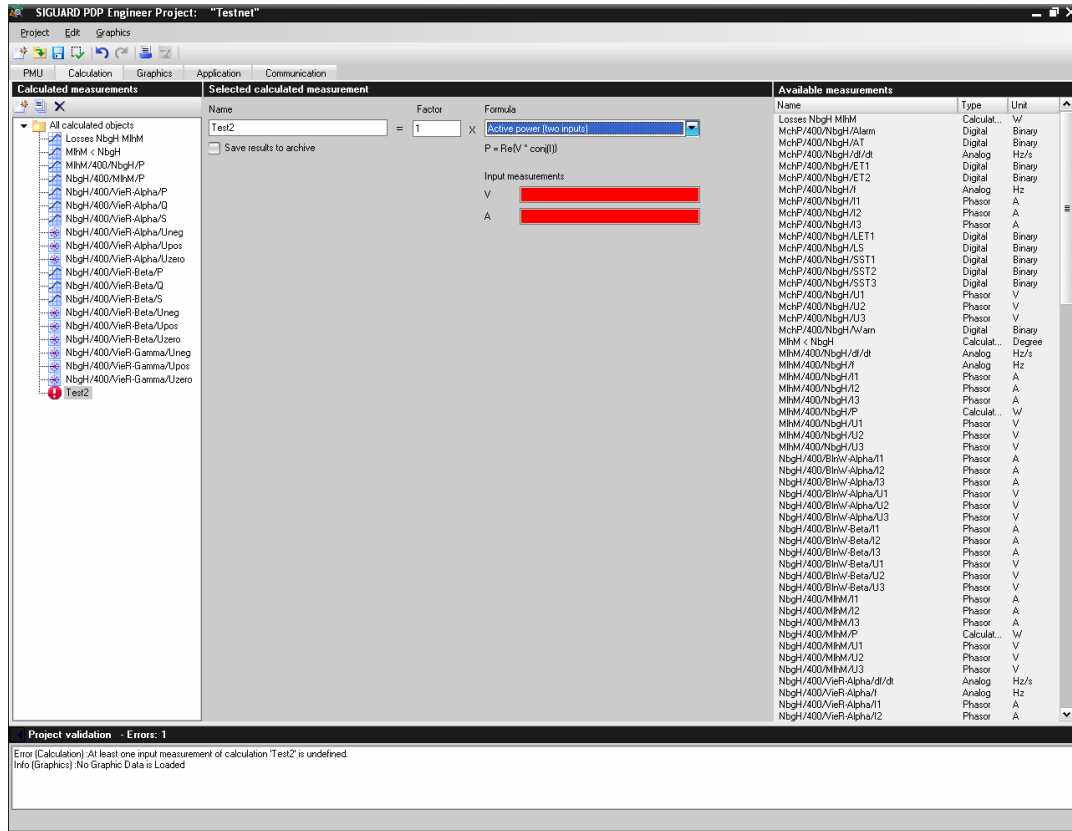 SIGUARD PDP Engineer Project: "Testnet"
Project Edit Graphics
PMU Calculation Graphics Application Communication
Calculated measurements
All calculated objects
Losses NbgH MlhM
MlhM < NbgH
MlhM/400/NbgH/P
NbgH/400/MlhM/P
NbgH/400/VieR-Alpha/P
NbgH/400/VieR-Alpha/Q
NbgH/400/VieR-Alpha/S
NbgH/400/VieR-Alpha/Uneg
NbgH/400/VieR-Alpha/Upos
NbgH/400/VieR-Alpha/Uzero
NbgH/400/VieR-Beta/P
NbgH/400/VieR-Beta/Q
NbgH/400/VieR-Beta/S
NbgH/400/VieR-Beta/Uneg
NbgH/400/VieR-Beta/Upos
NbgH/400/VieR-Beta/Uzero
NbgH/400/VieR-Gamma/Uneg
NbgH/400/VieR-Gamma/Upos
NbgH/400/VieR-Gamma/Uzero
Test2
Selected calculated measurement
Name Factor Formula
Test2 = 1 X Active power (two inputs)
Save results to archive P = Re(V * conj(I))
Input measurements
V
A
Available measurements
Name Type Unit
Losses NbgH MlhM Calculat... W
MchP/400/NbgH/Alarm Digital Binary
MchP/400/NbgH/AT Digital Binary
MchP/400/NbgH/df/dt Analog Hz/s
MchP/400/NbgH/ET1 Digital Binary
MchP/400/NbgH/ET2 Digital Binary
MchP/400/NbgH/f Analog Hz
MchP/400/NbgH/I1 Phasor A
MchP/400/NbgH/I2 Phasor A
MchP/400/NbgH/I3 Phasor A
MchP/400/NbgH/LET1 Digital Binary
MchP/400/NbgH/LS Digital Binary
MchP/400/NbgH/SST1 Digital Binary
MchP/400/NbgH/SST2 Digital Binary
MchP/400/NbgH/SST3 Digital Binary
MchP/400/NbgH/U1 Phasor V
MchP/400/NbgH/U2 Phasor V
MchP/400/NbgH/U3 Phasor V
MchP/400/NbgH/Warn Digital Binary
MlhM < NbgH Calculat... Degree
MlhM/400/NbgH/df/dt Analog Hz/s
MlhM/400/NbgH/f Analog Hz
MlhM/400/NbgH/I1 Phasor A
MlhM/400/NbgH/I2 Phasor A
MlhM/400/NbgH/I3 Phasor A
MlhM/400/NbgH/P Calculat... W
MlhM/400/NbgH/U1 Phasor V
MlhM/400/NbgH/U2 Phasor V
MlhM/400/NbgH/U3 Phasor V
NbgH/400/BlnW-Alpha/I1 Phasor A
NbgH/400/BlnW-Alpha/I2 Phasor A
NbgH/400/BlnW-Alpha/I3 Phasor A
NbgH/400/BlnW-Alpha/U1 Phasor V
NbgH/400/BlnW-Alpha/U2 Phasor V
NbgH/400/BlnW-Alpha/U3 Phasor V
NbgH/400/BlnW-Beta/I1 Phasor A
NbgH/400/BlnW-Beta/I2 Phasor A
NbgH/400/BlnW-Beta/I3 Phasor A
NbgH/400/BlnW-Beta/U1 Phasor V
NbgH/400/BlnW-Beta/U2 Phasor V
NbgH/400/BlnW-Beta/U3 Phasor V
NbgH/400/MlhM/I1 Phasor A
NbgH/400/MlhM/I2 Phasor A
NbgH/400/MlhM/I3 Phasor A
NbgH/400/MlhM/P Calculat... W
NbgH/400/MlhM/U1 Phasor V
NbgH/400/MlhM/U2 Phasor V
NbgH/400/MlhM/U3 Phasor V
NbgH/400/VieR-Alpha/df/dt Analog Hz/s
NbgH/400/VieR-Alpha/f Analog Hz
NbgH/400/VieR-Alpha/I1 Phasor A
NbgH/400/VieR-Alpha/I2 Phasor A
Project validation - Errors: 1
Error (Calculation) :At least one input measurement of calculation 'Test2' is undefined.
Info (Graphics) :No Graphic Data is Loaded